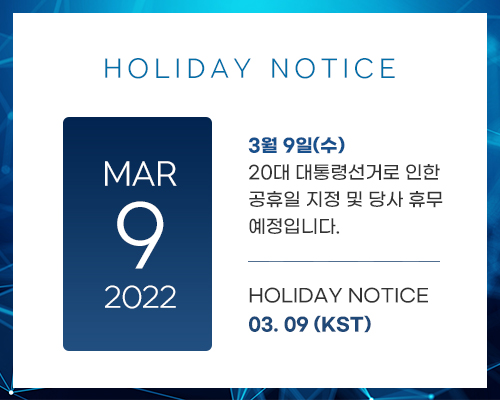 HOLIDAY NOTICE
MAR
9
2022
3월 9일(수)
20대 대통령선거로 인한
공휴일 지정 및 당사 휴무
예정입니다.
HOLIDAY NOTICE
03. 09 (KST)